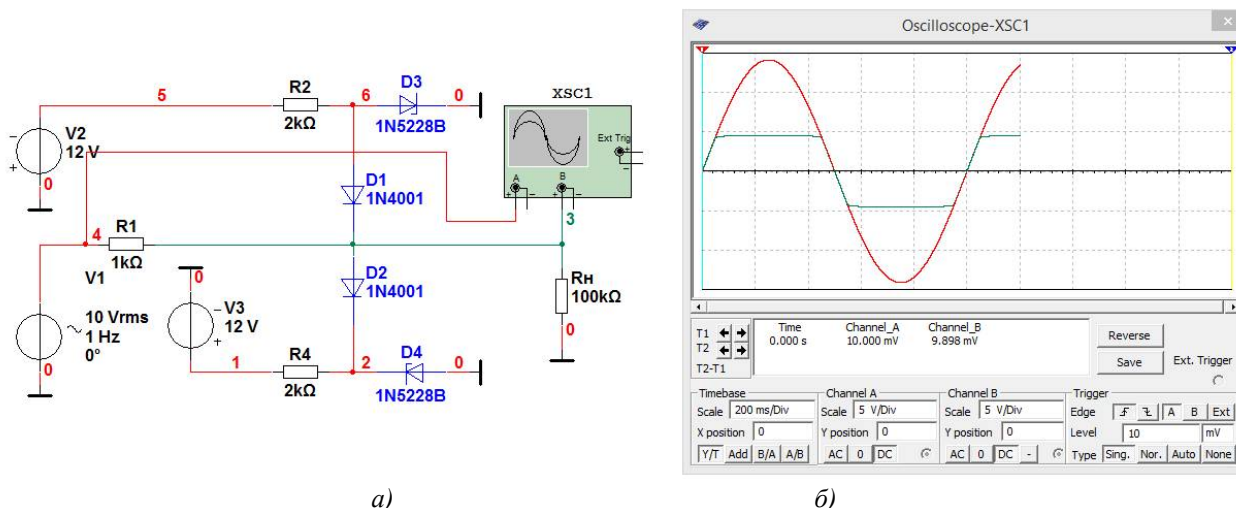 5
R2
2kΩ
6
D3
1N5228B
0
XSC1
Ext Trig
+
−
A
B
+ −
+ −
−
V2
12 V
+
0
D1
1N4001
3
4
R1
1kΩ
V1
D2
1N4001
Rн
100kΩ
0
10 Vrms
1 Hz
0°
0
0
−
V3
12 V
+
1
R4
2kΩ
2
D4
1N5228B
0
а)
Oscilloscope-XSC1
1
T1
T2
T2-T1
Time Channel_A Channel_B
0.000 s 10.000 mV 9.898 mV
Reverse
Save
Ext. Trigger
Timebase
Scale 200 ms/Div
X position 0
Y/T Add B/A A/B
Channel A
Scale 5 V/Div
Y position 0
AC 0 DC
Channel B
Scale 5 V/Div
Y position 0
AC 0 DC -
Trigger
Edge A B Ext
Level 10 mV
Type Sing. Nor. Auto None
б)